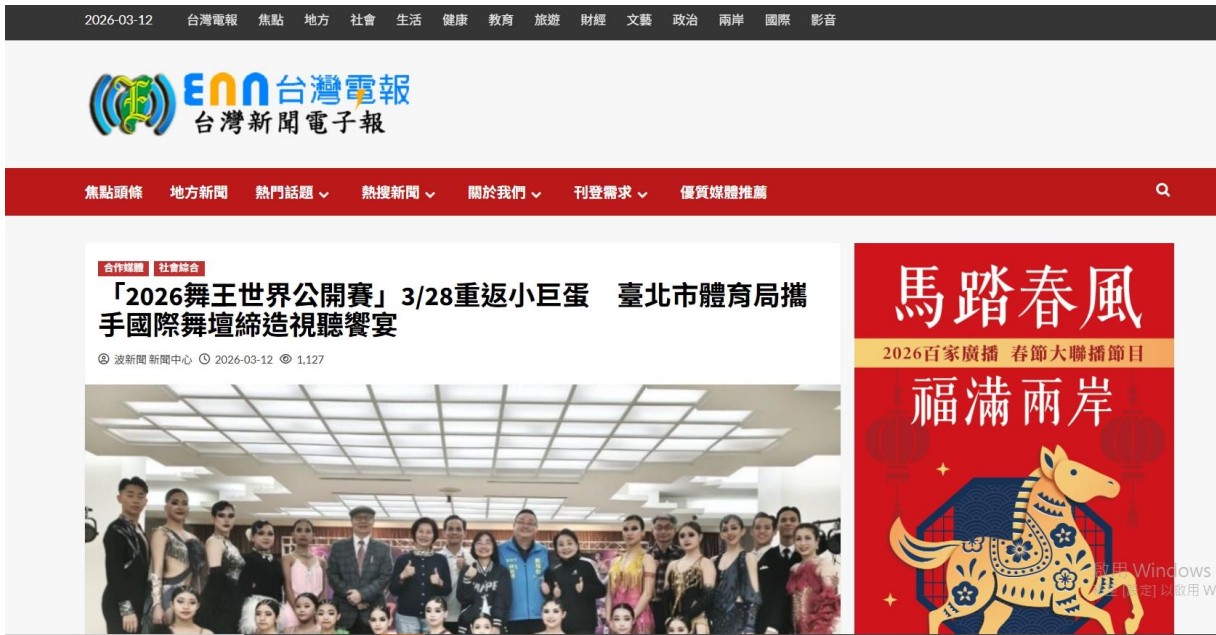 2026-03-12 台灣電報 焦點 地方 社會 生活 健康 教育 旅遊 財經 文藝 政治 兩岸 國際 影音
ENN台灣電報
台灣新聞電子報
焦點頭條 地方新聞 熱門話題 熱搜新聞 關於我們 刊登需求 優質媒體推薦
合作媒體 社會綜合
「2026舞王世界公開賽」3/28重返小巨蛋 臺北市體育局攜
手國際舞壇締造視聽饗宴
波新聞 新聞中心 2026-03-12 1,127
馬踏春風
2026百家廣播 春節大聯播節目
福滿兩岸
啟用 Windows
定] 以啟用 W